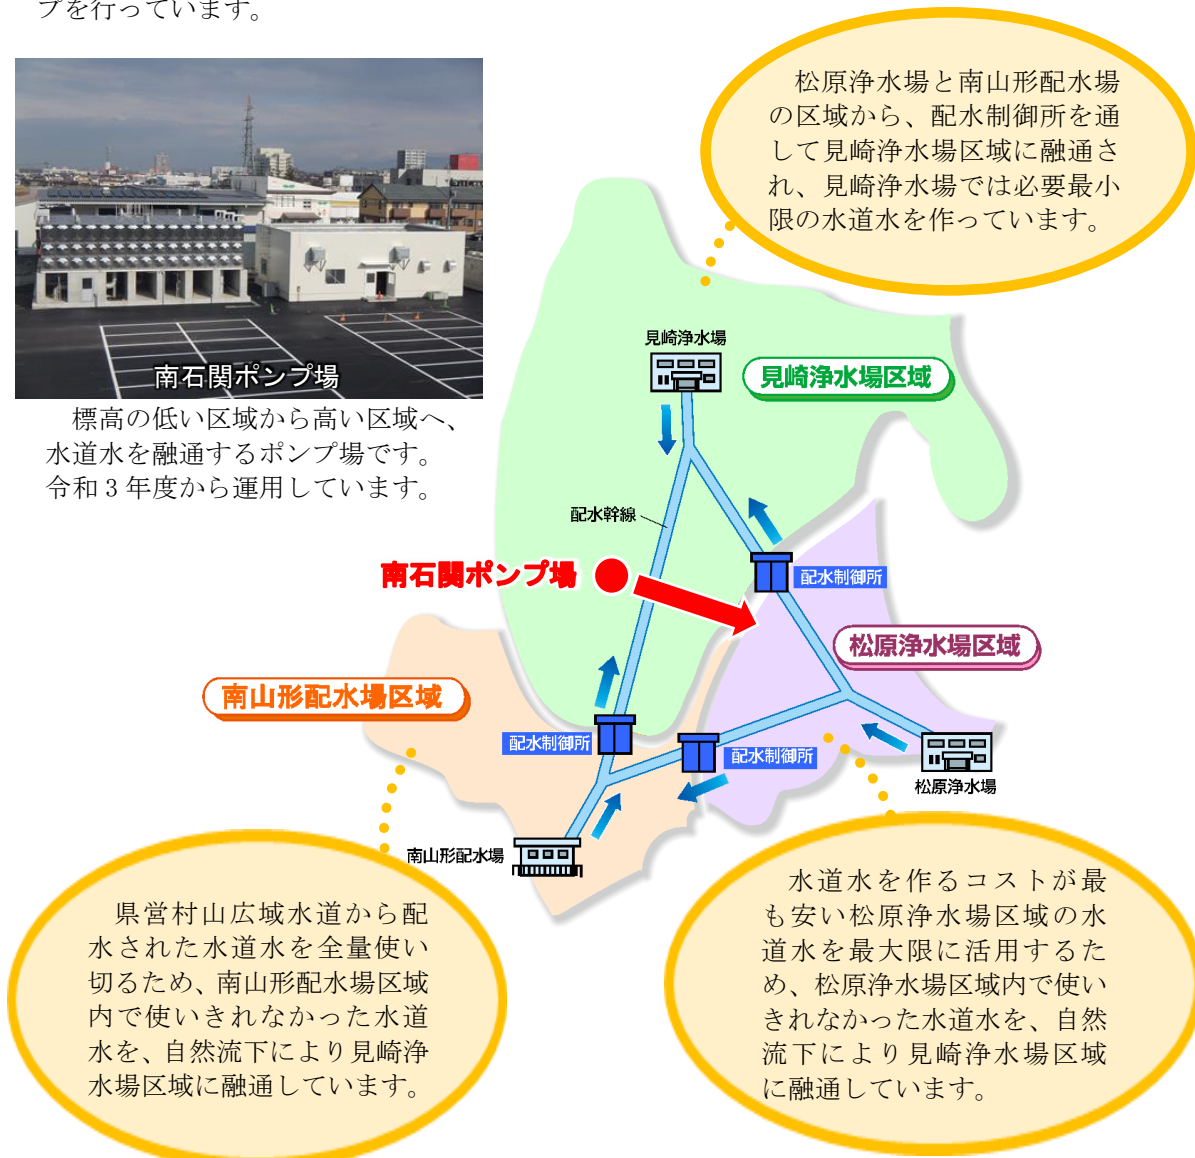 プを行っています。
南石関ポンプ場
標高の低い区域から高い区域へ、
水道水を融通するポンプ場です。
令和3年度から運用しています。
松原浄水場と南山形配水場
の区域から、配水制御所を通
して見崎浄水場区域に融通さ
れ、見崎浄水場では必要最小
限の水道水を作っています。
見崎浄水場
見崎浄水場区域
配水幹線
南石関ポンプ場
配水制御所
松原浄水場区域
南山形配水場区域
配水制御所
配水制御所
松原浄水場
南山形配水場
県営村山広域水道から配
水された水道水を全量使い
切るため、南山形配水場区域
内で使いきれなかった水道
水を、自然流下により見崎浄
水場区域に融通しています。
水道水を作るコストが最
も安い松原浄水場区域の水
道水を最大限に活用するた
め、松原浄水場区域内で使い
きれなかった水道水を、自然
流下により見崎浄水場区域
に融通しています。